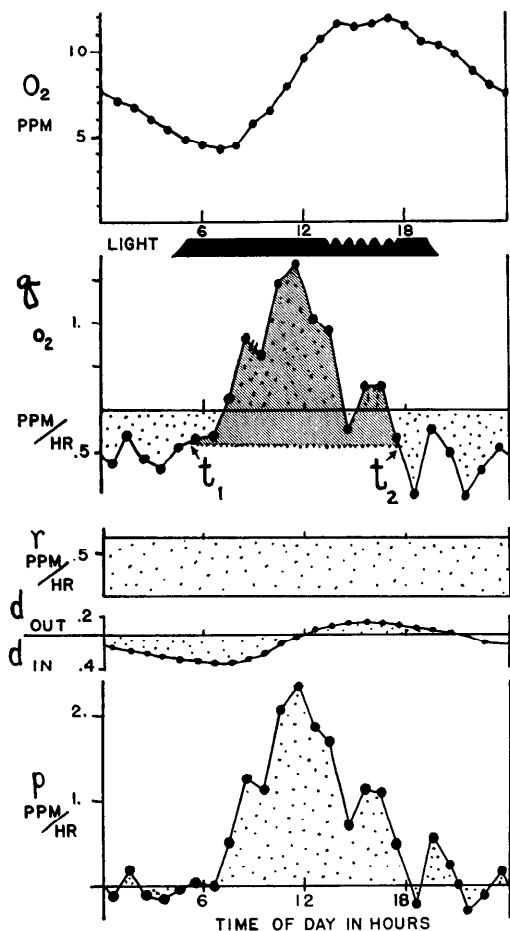 10
O2
PPM
5
6 12 18
LIGHT
q
O2
1.
PPM/HR
.5
t1 t2
r
PPM/HR
.5
d OUT
.2
d IN
.4
2.
p
PPM/HR
1.
6 12 18
TIME OF DAY IN HOURS